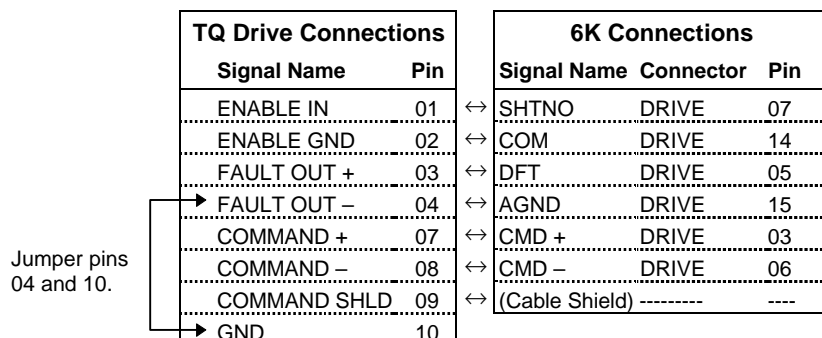 TQ Drive Connections 6K Connections
Signal Name Pin Signal Name Connector Pin
ENABLE IN 01 ↔ SHTNO DRIVE 07
ENABLE GND 02 ↔ COM DRIVE 14
FAULT OUT + 03 ↔ DFT DRIVE 05
FAULT OUT – 04 ↔ AGND DRIVE 15
COMMAND + 07 ↔ CMD + DRIVE 03
COMMAND – 08 ↔ CMD – DRIVE 06
COMMAND SHLD 09 ↔ (Cable Shield) --------- ----
GND 10
Jumper pins
04 and 10.